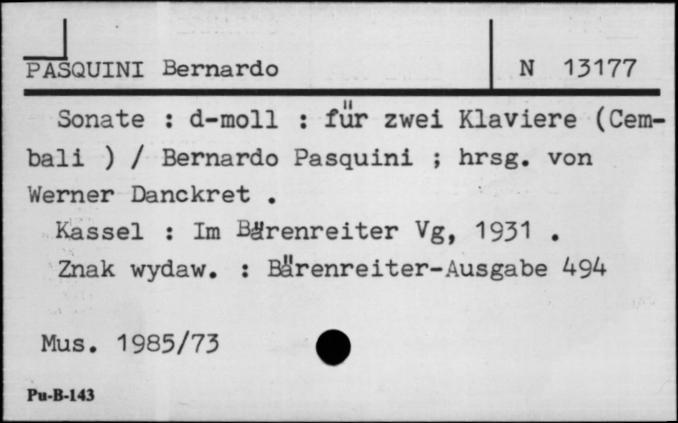 PASQUINI Bernardo N 13177
Sonate : d-moll : für zwei Klaviere (Cem-
bali ) / Bernardo Pasquini ; hrsg. von
Werner Danckret .
Kassel : Im Bärenreiter Vg, 1931 .
Znak wydaw. : Bärenreiter-Ausgabe 494
Mus. 1985/73
Pu-B-143